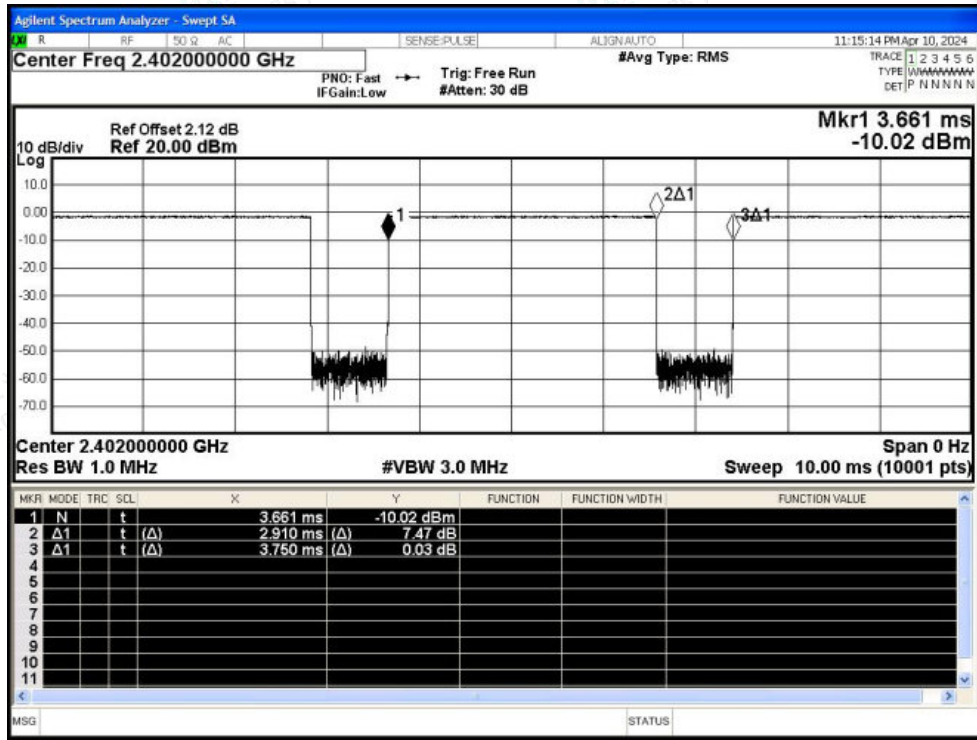 Agilent Spectrum Analyzer - Swept SA
LXI R RF 50 Ω AC SENSE:PULSE ALIGNAUTO 11:15:14 PM Apr 10, 2024
Center Freq 2.402000000 GHz #Avg Type: RMS TRACE 1 2 3 4 5 6
PNO: Fast Trig: Free Run TYPE
IFGain:Low #Atten: 30 dB DET P N N N N N
Mkr1 3.661 ms
-10.02 dBm
Ref Offset 2.12 dB
10 dB/div Ref 20.00 dBm
Log
10.0
0.00
-10.0
-20.0
-30.0
-40.0
-50.0
-60.0
-70.0
1
2Δ1
3Δ1
Center 2.402000000 GHz Span 0 Hz
Res BW 1.0 MHz #VBW 3.0 MHz Sweep 10.00 ms (10001 pts)
MKR MODE TRC SCL X Y FUNCTION FUNCTION WIDTH FUNCTION VALUE
1 N t 3.661 ms -10.02 dBm
2 Δ1 t (Δ) 2.910 ms (Δ) 7.47 dB
3 Δ1 t (Δ) 3.750 ms (Δ) 0.03 dB
4
5
6
7
8
9
10
11
MSG STATUS